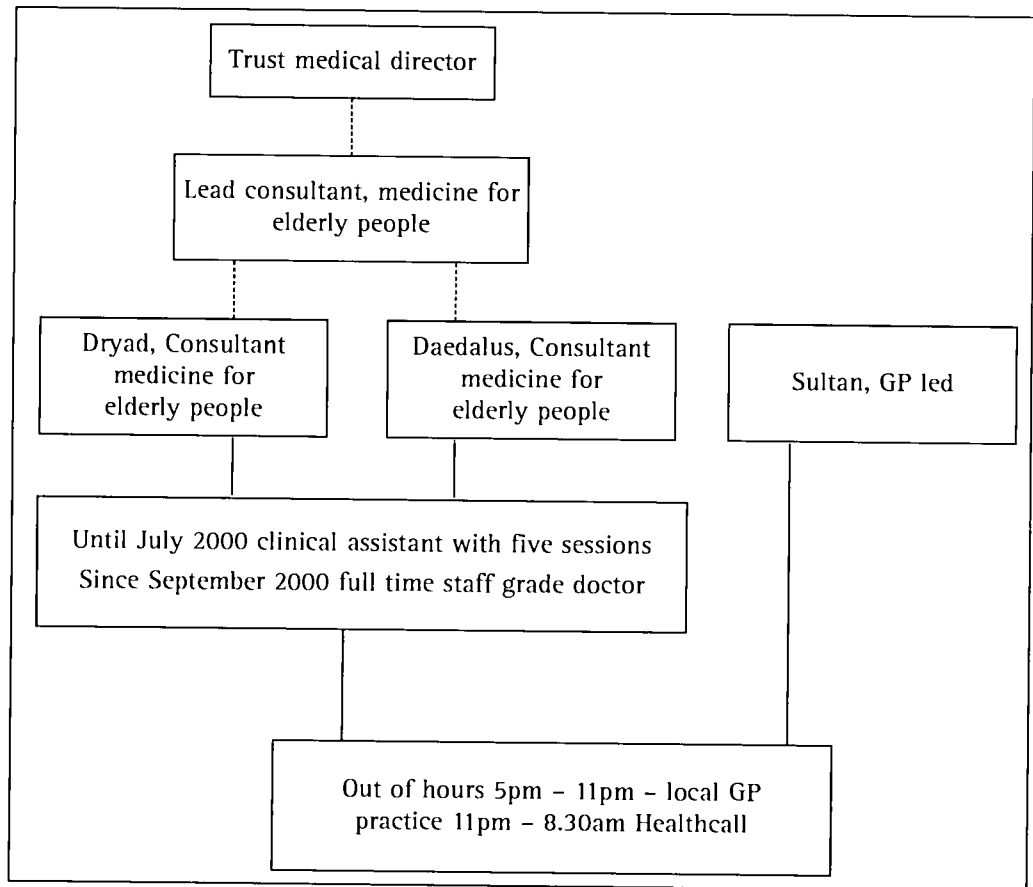 Trust medical director
Lead consultant, medicine for
elderly people
Dryad, Consultant
medicine for
elderly people
Daedalus, Consultant
medicine for
elderly people
Sultan, GP led
Until July 2000 clinical assistant with five sessions
Since September 2000 full time staff grade doctor
Out of hours 5pm – 11pm – local GP
practice 11pm – 8.30am Healthcall